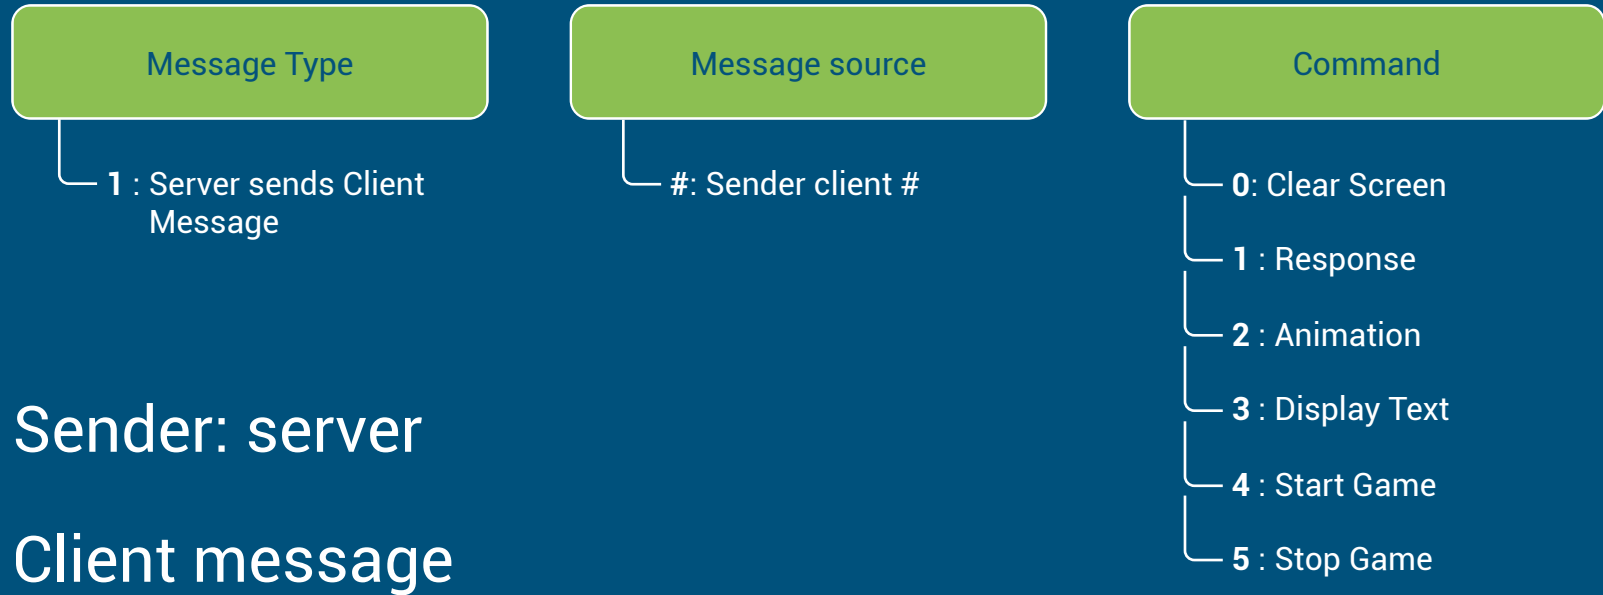 Message Type
1 : Server sends Client
Message
Message source
#: Sender client #
Command
0: Clear Screen
1 : Response
2 : Animation
3 : Display Text
4 : Start Game
5 : Stop Game
Sender: server
Client message